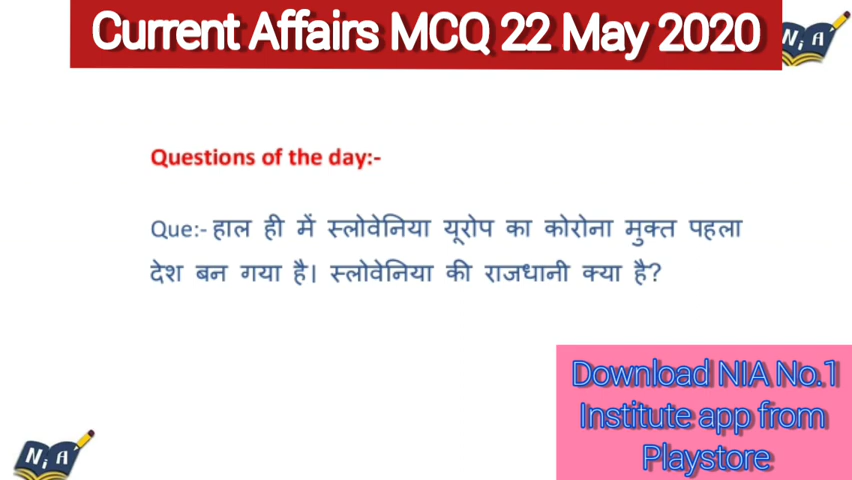 Current Affairs MCQ 22 May 2020
NiA
Questions of the day:-
Que:- हाल ही में स्लोवेनिया यूरोप का कोरोना मुक्त पहला
देश बन गया है। स्लोवेनिया की राजधानी क्या है?
Download NIA No.1
Institute app from
Playstore
NiA